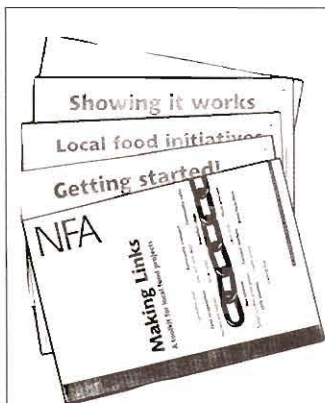 Showing it works
Local food initiatives
Getting started!
NFA
Making Links
A toolkit for local food projects